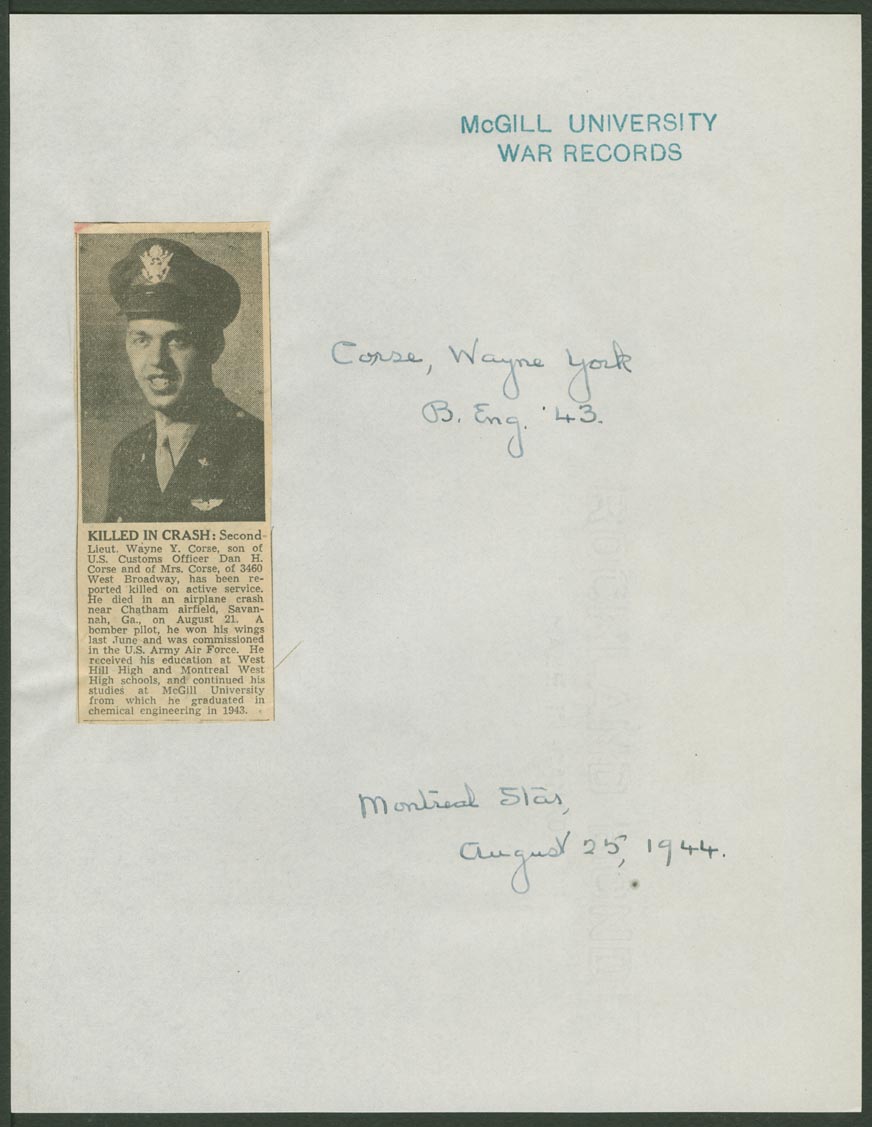 McGILL UNIVERSITY
WAR RECORDS
Corse, Wayne York
B. Eng. '43.
KILLED IN CRASH: Second-
Lieut. Wayne Y. Corse, son of
U.S. Customs Officer Dan H.
Corse and of Mrs. Corse, of 3460
West Broadway, has been re-
ported killed on active service.
He died in an airplane crash
near Chatham airfield, Savan-
nah, Ga., on August 21. A
bomber pilot, he won his wings
last June and was commissioned
in the U.S. Army Air Force. He
received his education at West
Hill High and Montreal West
High schools, and continued his
studies at McGill University
from which he graduated in
chemical engineering in 1943.
Montreal Star,
August 25, 1944.